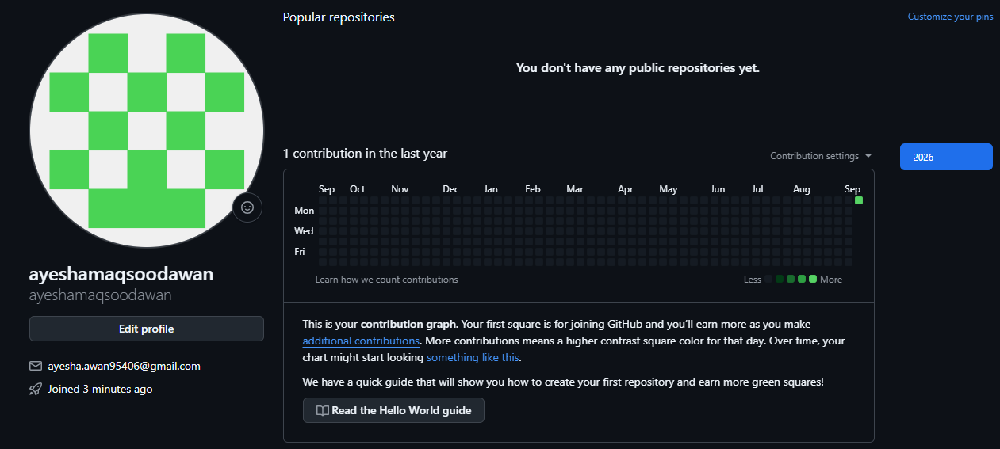 Popular repositories
Customize your pins
You don't have any public repositories yet.
1 contribution in the last year
Contribution settings
2026
Sep Oct Nov Dec Jan Feb Mar Apr May Jun Jul Aug Sep
Mon
Wed
Fri
Learn how we count contributions
Less More
This is your contribution graph. Your first square is for joining GitHub and you’ll earn more as you make
additional contributions. More contributions means a higher contrast square color for that day. Over time, your
chart might start looking something like this.
We have a quick guide that will show you how to create your first repository and earn more green squares!
Read the Hello World guide
ayeshamaqsoodawan
ayeshamaqsoodawan
Edit profile
ayesha.awan95406@gmail.com
Joined 3 minutes ago